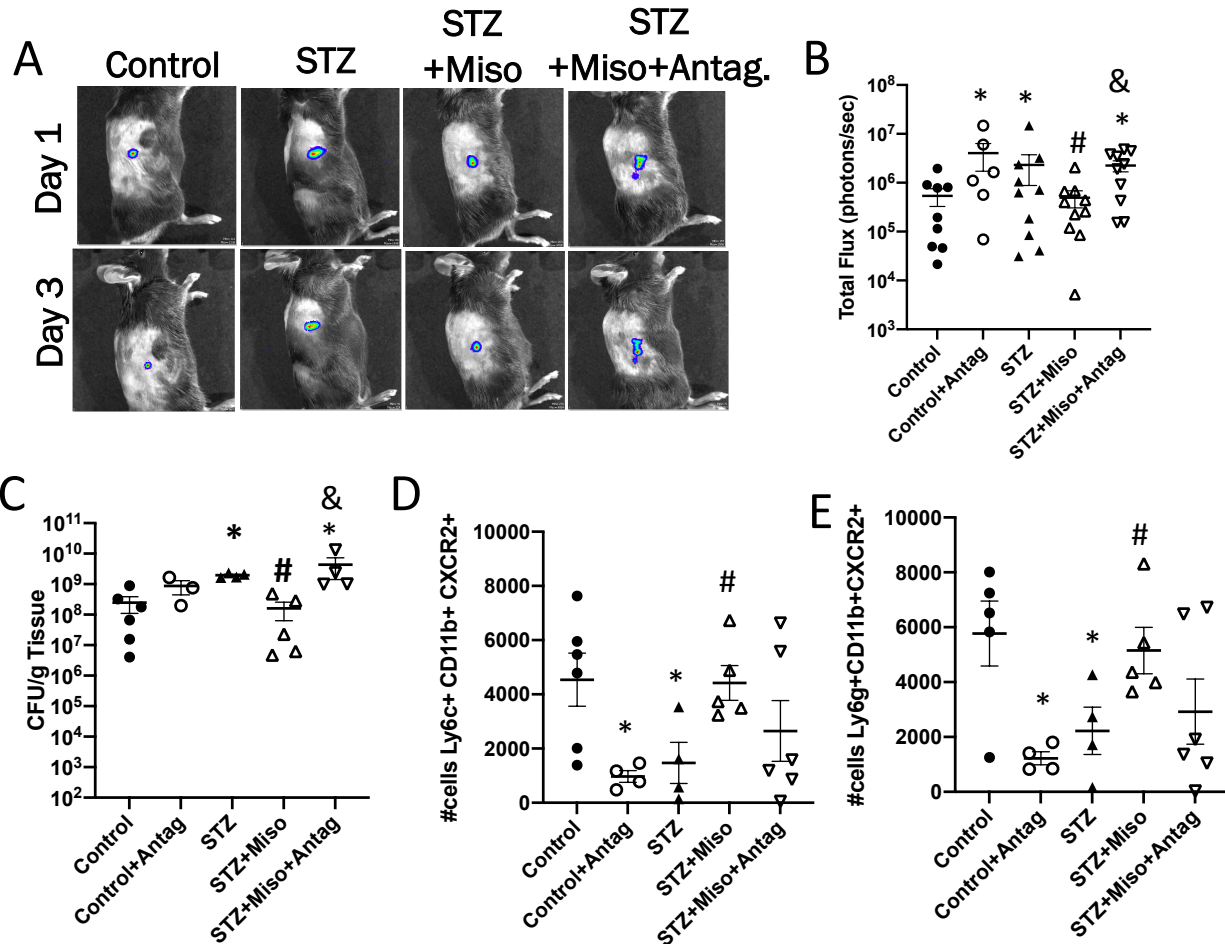 A
Control
STZ
STZ
+Miso
STZ
+Miso+Antag.
Day 1
Day 3
B
Total Flux (photons/sec)
10⁸
10⁷
10⁶
10⁵
10⁴
10³
*
*
#
&
*
Control
Control+Antag
STZ
STZ+Miso
STZ+Miso+Antag
C
CFU/g Tissue
10¹¹
10¹⁰
10⁹
10⁸
10⁷
10⁶
10⁵
10⁴
10³
10²
*
#
&
*
Control
Control+Antag
STZ
STZ+Miso
STZ+Miso+Antag
D
#cells Ly6c+ CD11b+ CXCR2+
10000
8000
6000
4000
2000
0
*
*
#
Control
Control+Antag
STZ
STZ+Miso
STZ+Miso+Antag
E
#cells Ly6g+CD11b+CXCR2+
10000
8000
6000
4000
2000
0
*
*
#
Control
Control+Antag
STZ
STZ+Miso
STZ+Miso+Antag